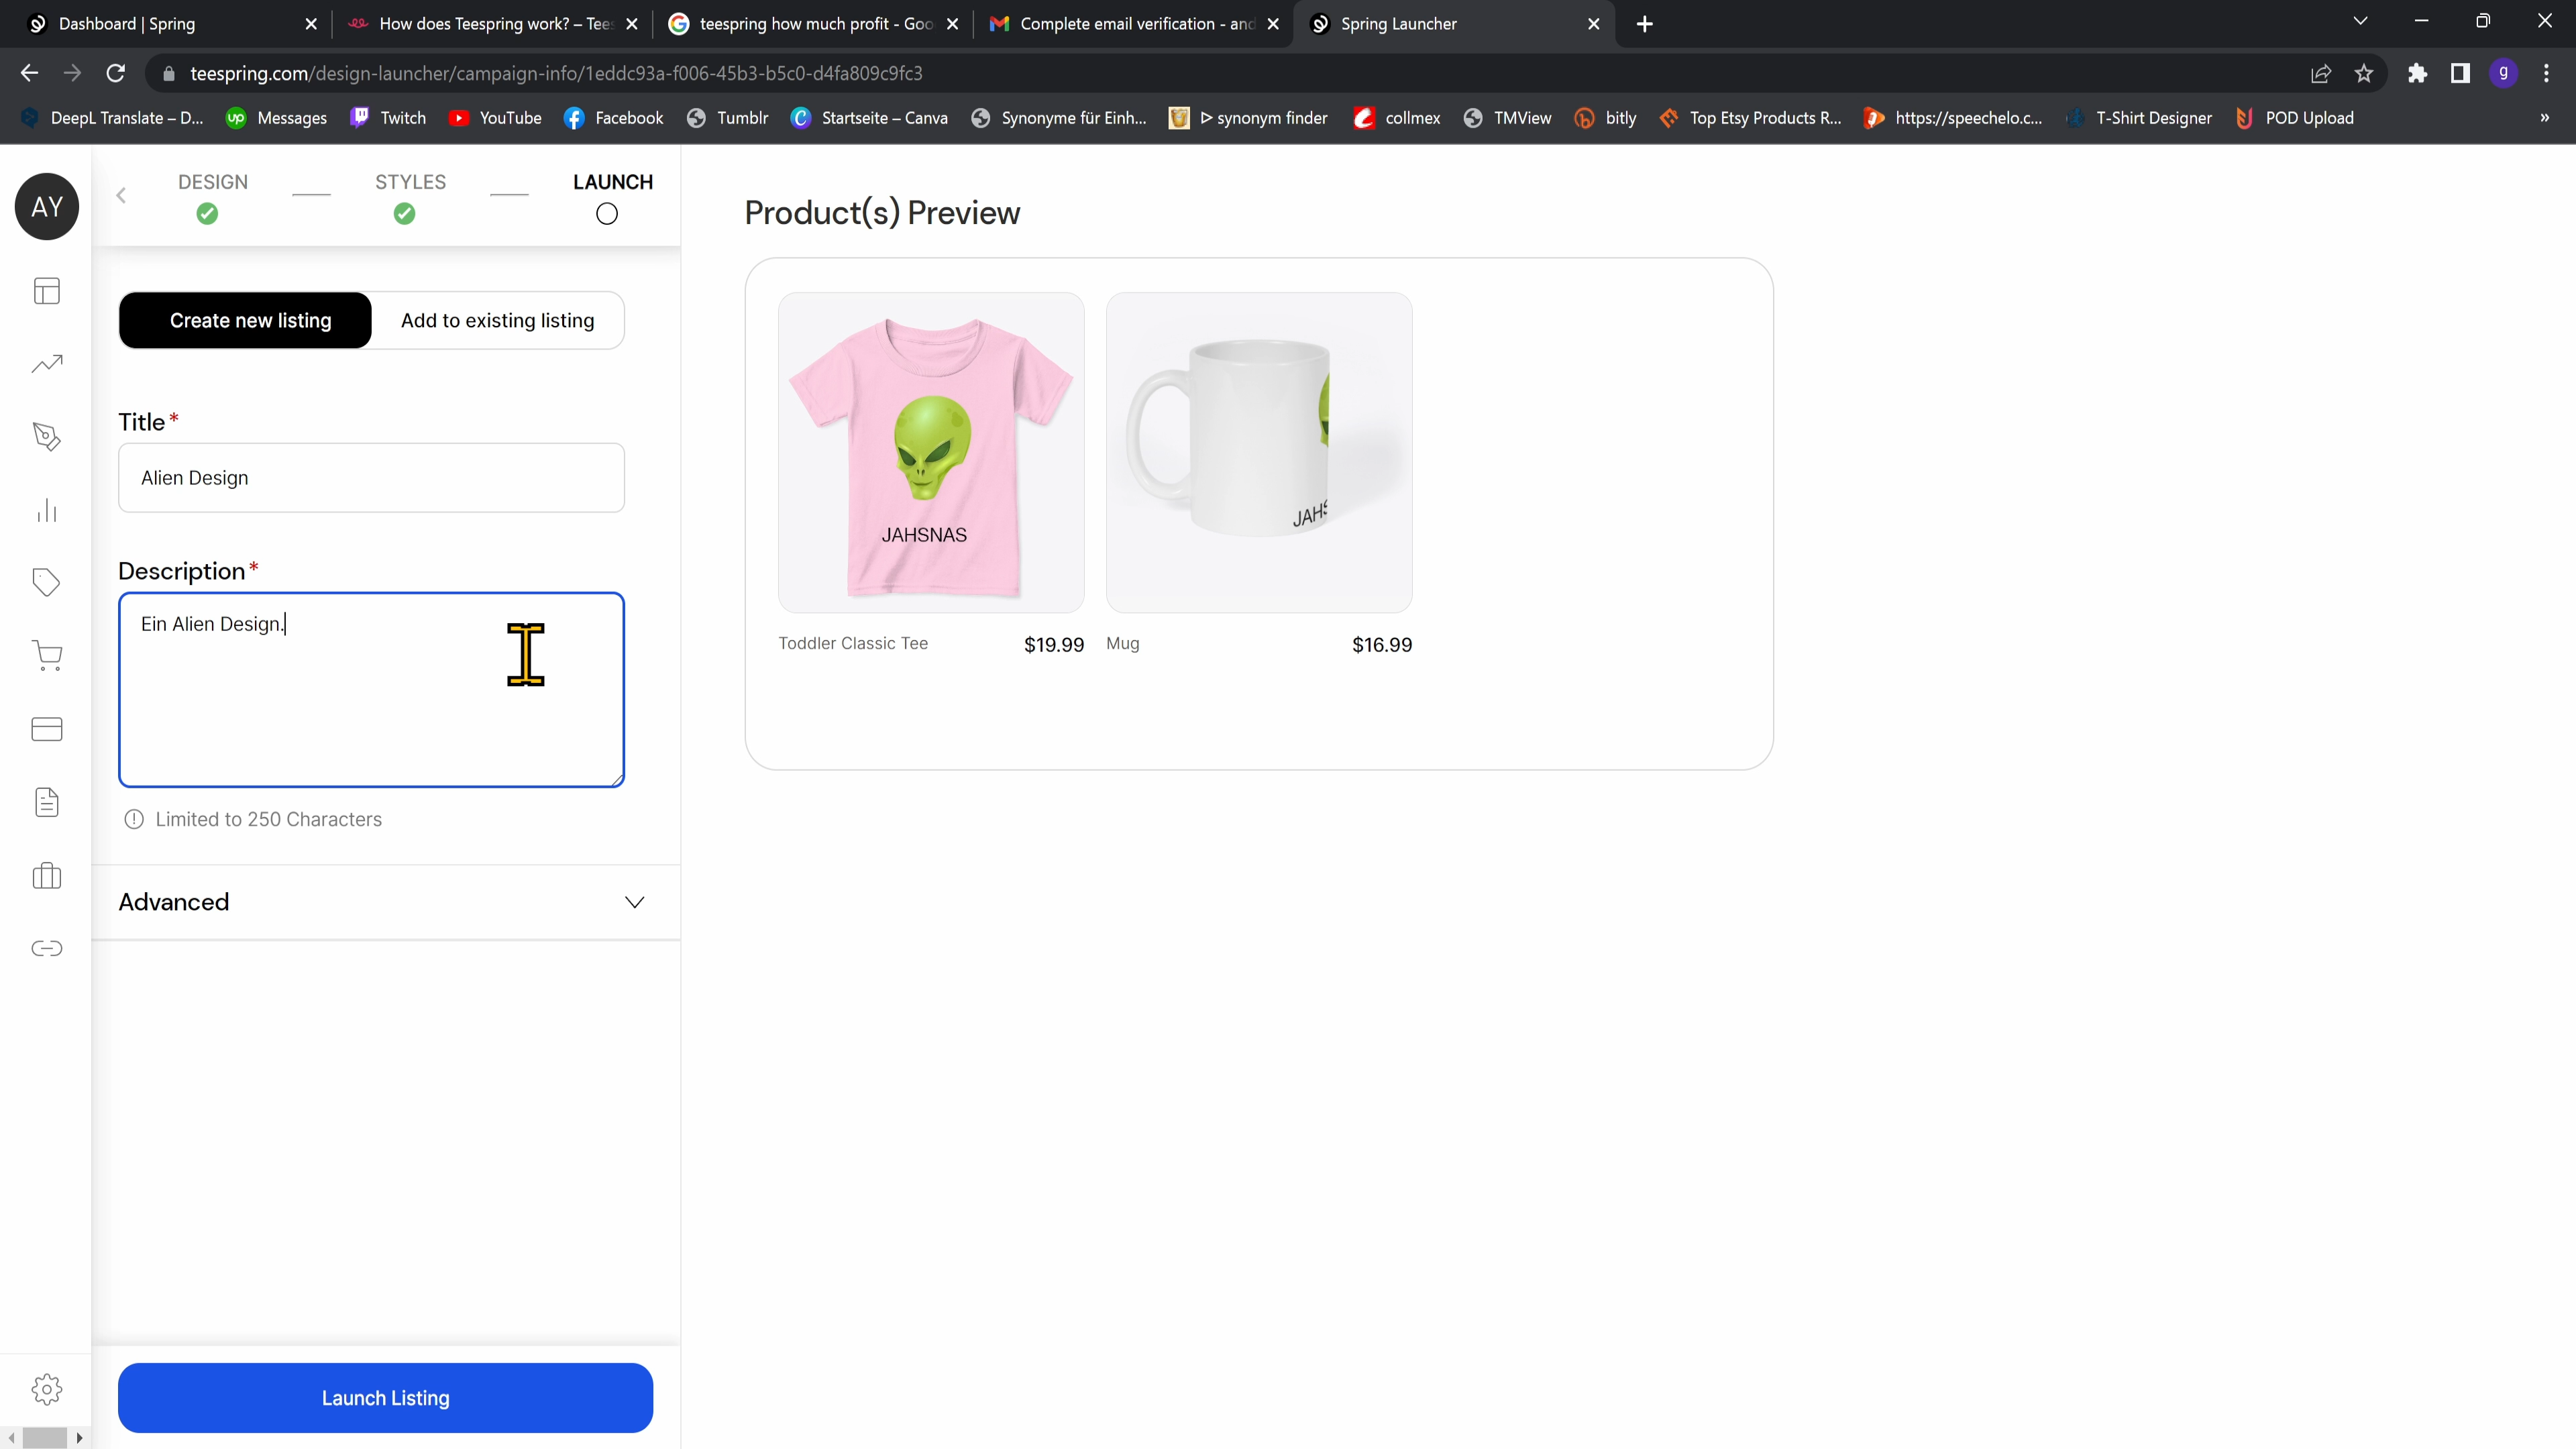 Dashboard | Spring
How does Teespring work? – Tees
teespring how much profit - Goo
Complete email verification - and
Spring Launcher
teespring.com/design-launcher/campaign-info/1eddc93a-f006-45b3-b5c0-d4fa809c9fc3
g
DeepL Translate – D...
up
Messages
Twitch
YouTube
Facebook
Tumblr
Startseite – Canva
Synonyme für Einh...
synonym finder
collmex
TMView
bitly
Top Etsy Products R...
https://speechelo.c...
T-Shirt Designer
POD Upload
»
AY
DESIGN
STYLES
LAUNCH
Create new listing
Add to existing listing
Title*
Alien Design
Description*
Ein Alien Design.
Limited to 250 Characters
Advanced
Launch Listing
Product(s) Preview
JAHSNAS
JAHS
Toddler Classic Tee
$19.99
Mug
$16.99